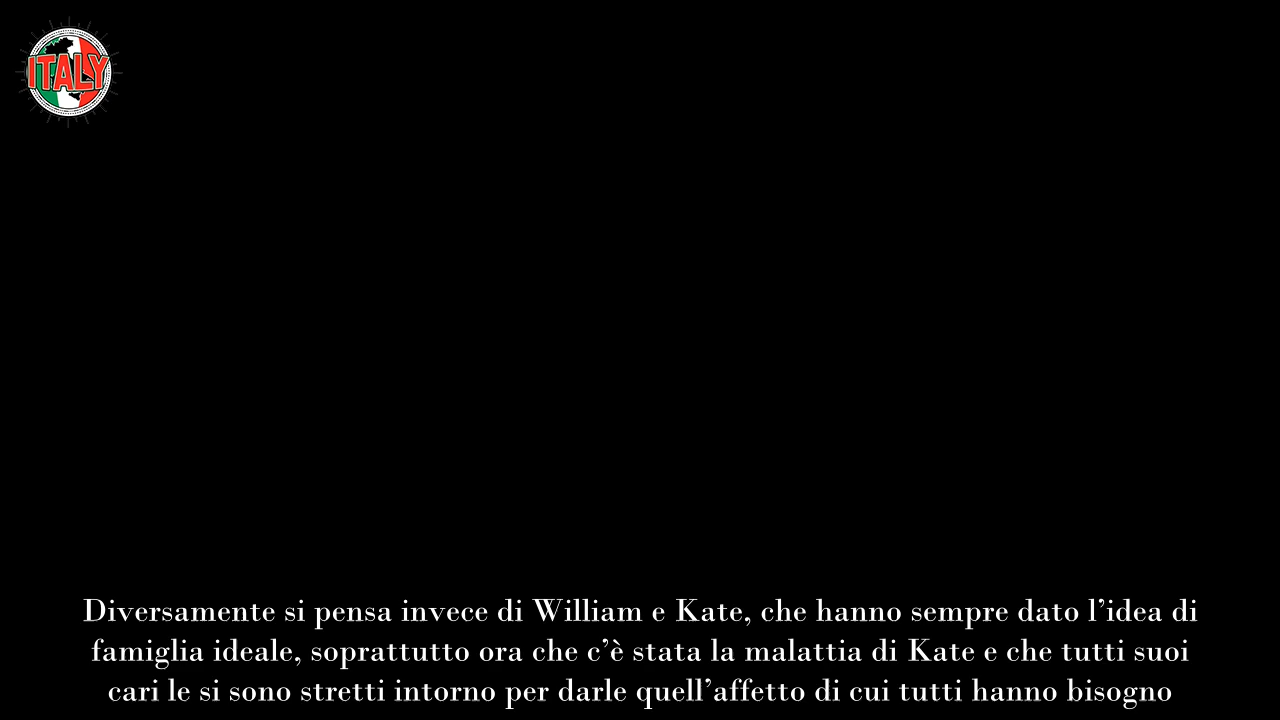 ITALY
Diversamente si pensa invece di William e Kate, che hanno sempre dato l’idea di
famiglia ideale, soprattutto ora che c’è stata la malattia di Kate e che tutti suoi
cari le si sono stretti intorno per darle quell’affetto di cui tutti hanno bisogno